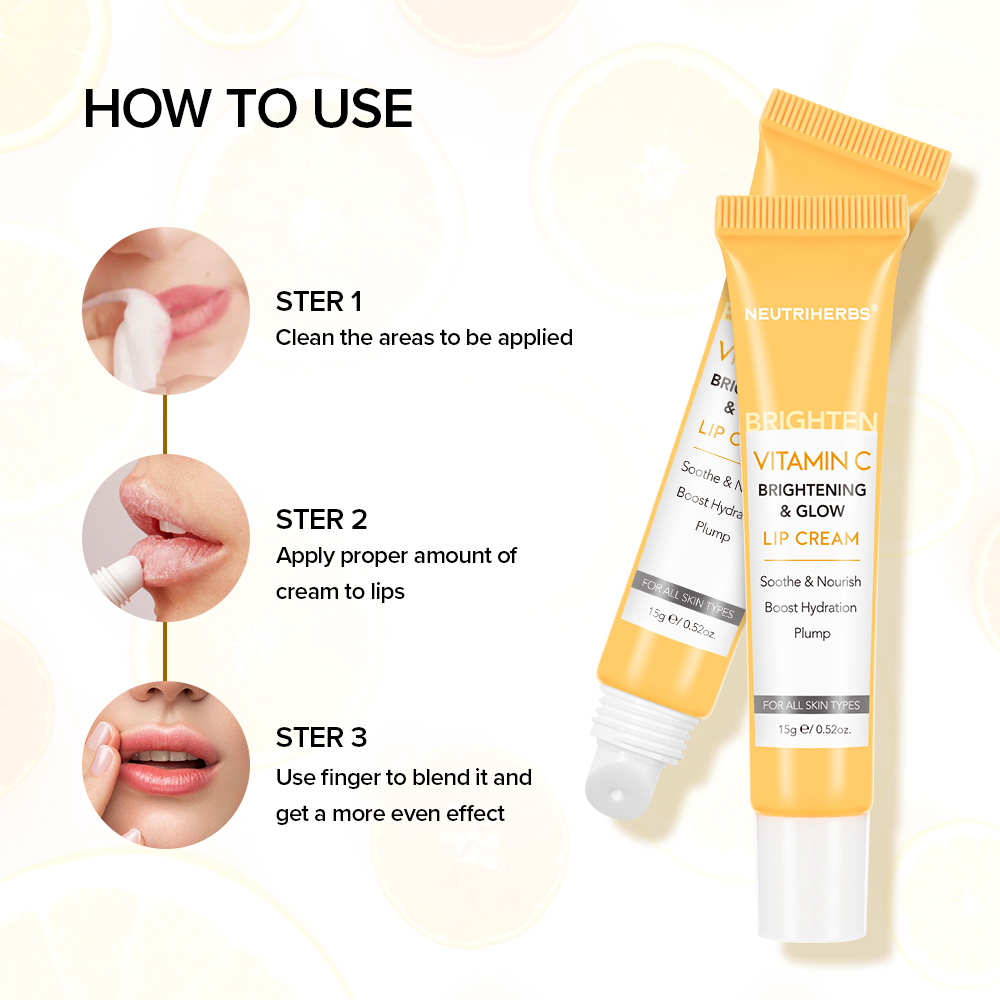 HOW TO USE
STER 1
Clean the areas to be applied
STER 2
Apply proper amount of
cream to lips
STER 3
Use finger to blend it and
get a more even effect
NEUTRIHERBS®
BRIGHTEN
VITAMIN C
BRIGHTENING
& GLOW
LIP CREAM
Soothe & Nourish
Boost Hydration
Plump
FOR ALL SKIN TYPES
15g ℮/ 0.52oz.
&
LIP C
Soothe & N
Boost Hydra
Plump
FOR ALL SKIN TYPES
15g ℮/ 0.52oz.